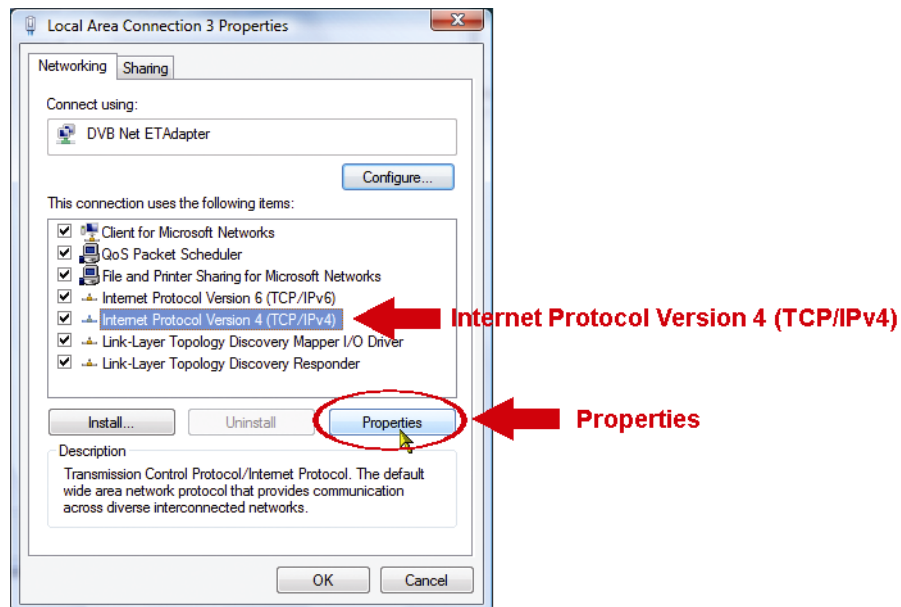 Local Area Connection 3 Properties
Networking
Sharing
Connect using:
DVB Net ETAdapter
Configure...
This connection uses the following items:
Client for Microsoft Networks
QoS Packet Scheduler
File and Printer Sharing for Microsoft Networks
Internet Protocol Version 6 (TCP/IPv6)
Internet Protocol Version 4 (TCP/IPv4)
Internet Protocol Version 4 (TCP/IPv4)
Link-Layer Topology Discovery Mapper I/O Driver
Link-Layer Topology Discovery Responder
Install...
Uninstall
Properties
Properties
Description
Transmission Control Protocol/Internet Protocol. The default
wide area network protocol that provides communication
across diverse interconnected networks.
OK
Cancel